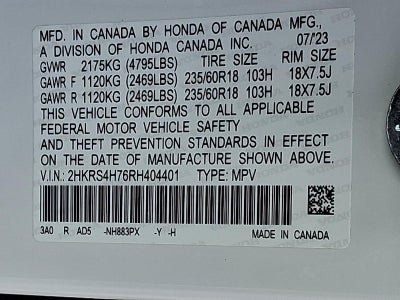 MFD. IN CANADA BY HONDA OF CANADA MFG.,
A DIVISION OF HONDA CANADA INC. 07/'23
GVWR 2175KG (4795LBS) TIRE SIZE RIM SIZE
GAWR F 1120KG (2469LBS) 235/60R18 103H 18X7.5J
GAWR R 1120KG (2469LBS) 235/60R18 103H 18X7.5J
THIS VEHICLE CONFORMS TO ALL APPLICABLE
FEDERAL MOTOR VEHICLE SAFETY
AND THEFT PREVENTION STANDARDS IN EFFECT
ON THE DATE OF MANUFACTURE SHOWN ABOVE.
V.I.N.: 2HKRS4H76RH404401 TYPE: MPV
3A0 R AD5 -NH883PX -Y -H
MADE IN CANADA